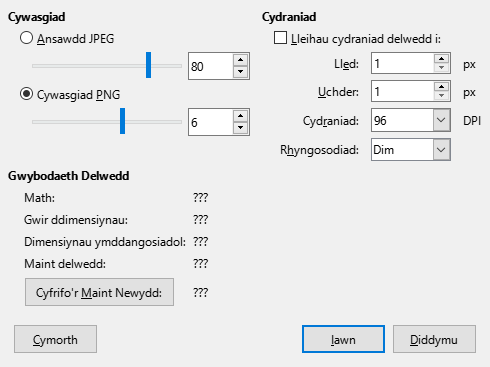 Cywasgiad
Ansawdd JPEG
80
Cywasgiad PNG
6
Cydraniad
Lleihau cydraniad delwedd i:
Lled: 1 px
Uchder: 1 px
Cydraniad: 96 DPI
Rhyngosodiad: Dim
Gwybodaeth Delwedd
Math: ???
Gwir ddimensiynau: ???
Dimensiynau ymddangosiadol: ???
Maint delwedd: ???
Cyfrifo'r Maint Newydd: ???
Cymorth Iawn Diddymu